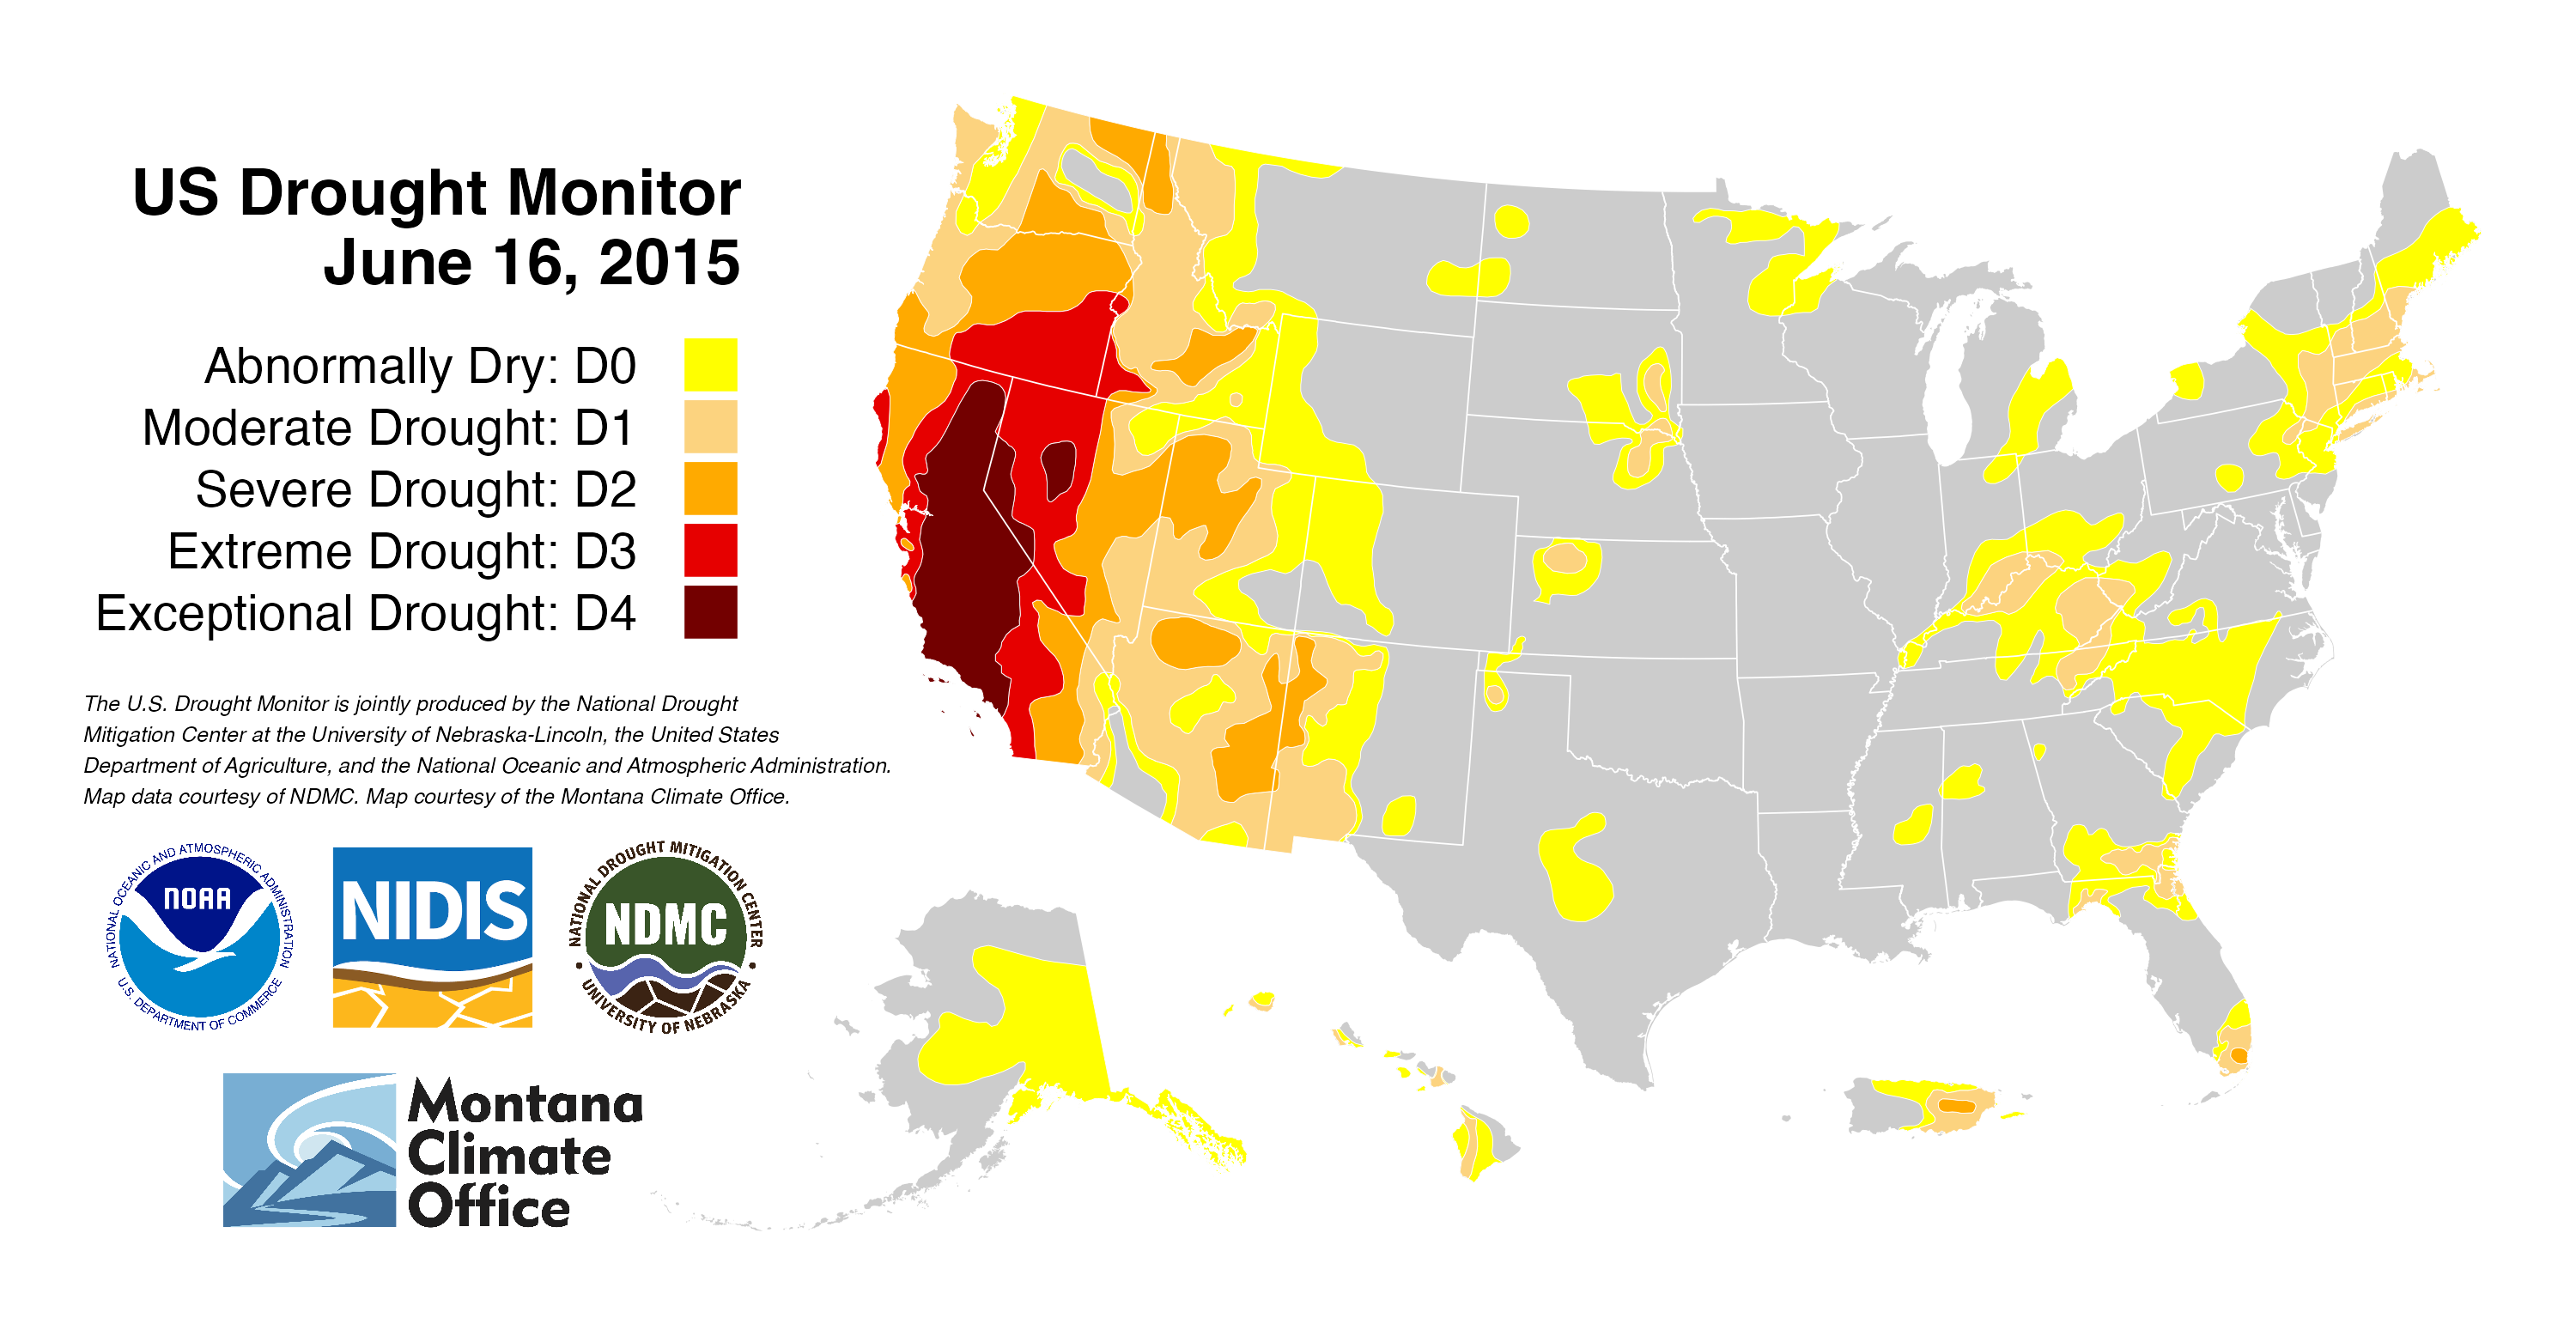 US Drought Monitor
June 16, 2015
Abnormally Dry: D0
Moderate Drought: D1
Severe Drought: D2
Extreme Drought: D3
Exceptional Drought: D4
The U.S. Drought Monitor is jointly produced by the National Drought
Mitigation Center at the University of Nebraska-Lincoln, the United States
Department of Agriculture, and the National Oceanic and Atmospheric Administration.
Map data courtesy of NDMC. Map courtesy of the Montana Climate Office.
NATIONAL OCEANIC AND ATMOSPHERIC ADMINISTRATION
NOAA
U.S. DEPARTMENT OF COMMERCE
NIDIS
NATIONAL DROUGHT MITIGATION CENTER
NDMC
• UNIVERSITY OF NEBRASKA •
Montana
Climate
Office